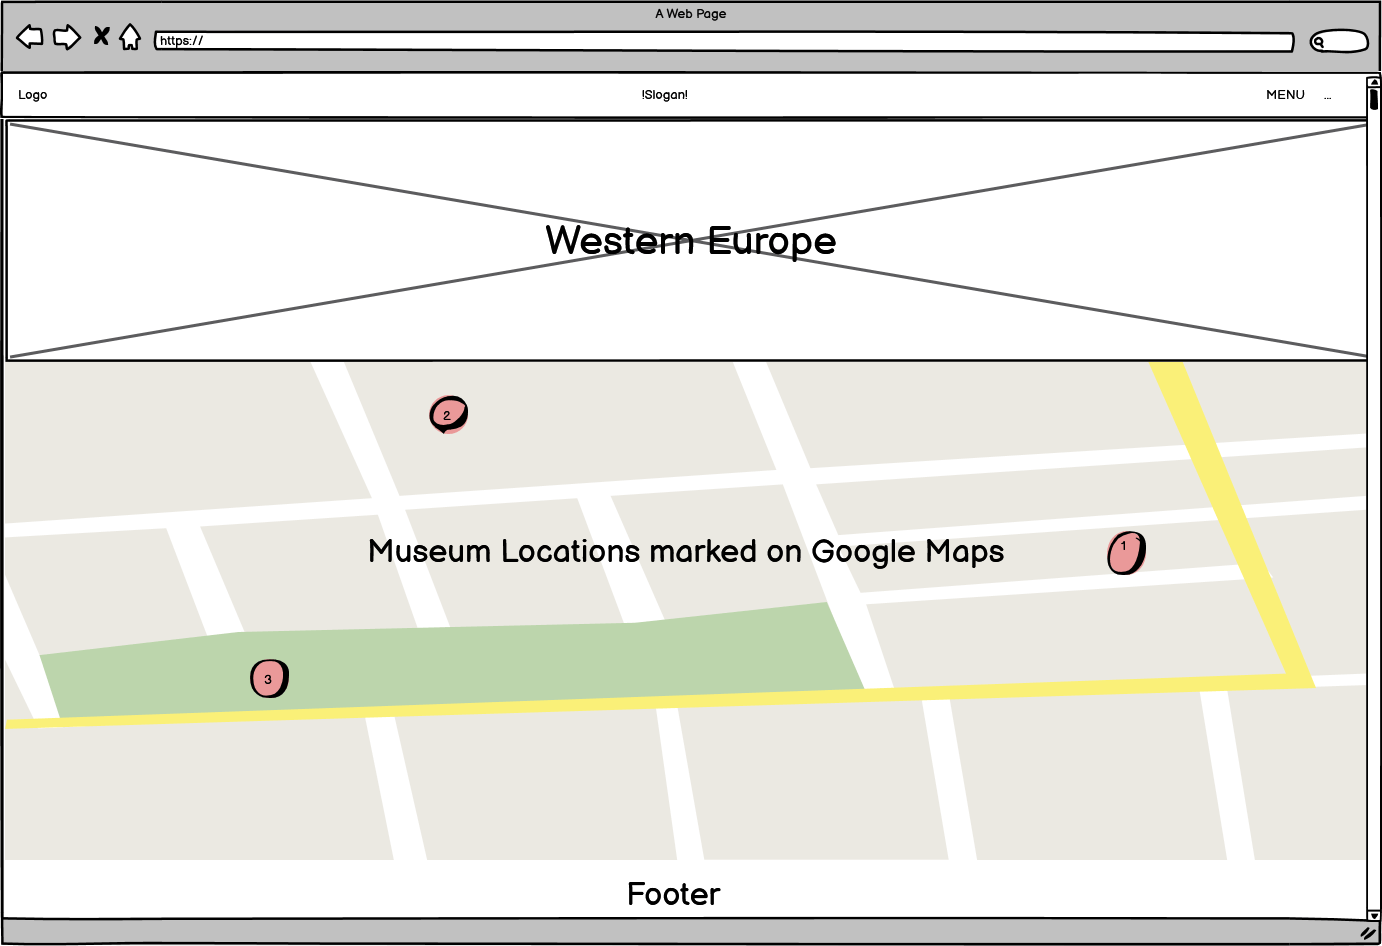 A Web Page
https://
Logo !Slogan! MENU ...
Western Europe
2
Museum Locations marked on Google Maps
1
3
Footer